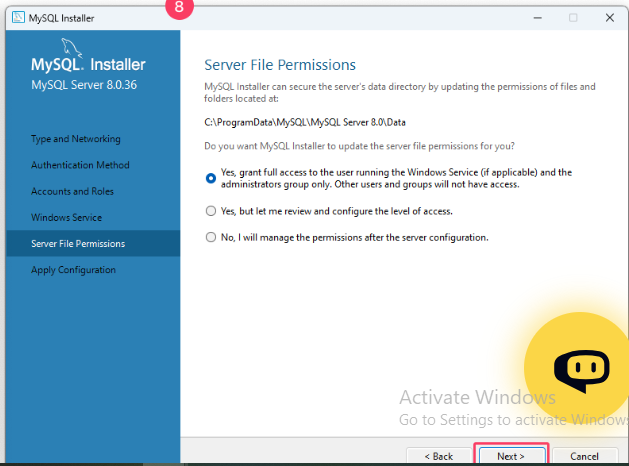 8
MySQL Installer
MySQL. Installer
MySQL Server 8.0.36
Type and Networking
Authentication Method
Accounts and Roles
Windows Service
Server File Permissions
Apply Configuration
Server File Permissions
MySQL Installer can secure the server's data directory by updating the permissions of files and
folders located at:
C:\ProgramData\MySQL\MySQL Server 8.0\Data
Do you want MySQL Installer to update the server file permissions for you?
Yes, grant full access to the user running the Windows Service (if applicable) and the
administrators group only. Other users and groups will not have access.
Yes, but let me review and configure the level of access.
No, I will manage the permissions after the server configuration.
Activate Windows
Go to Settings to activate Windows
< Back
Next >
Cancel